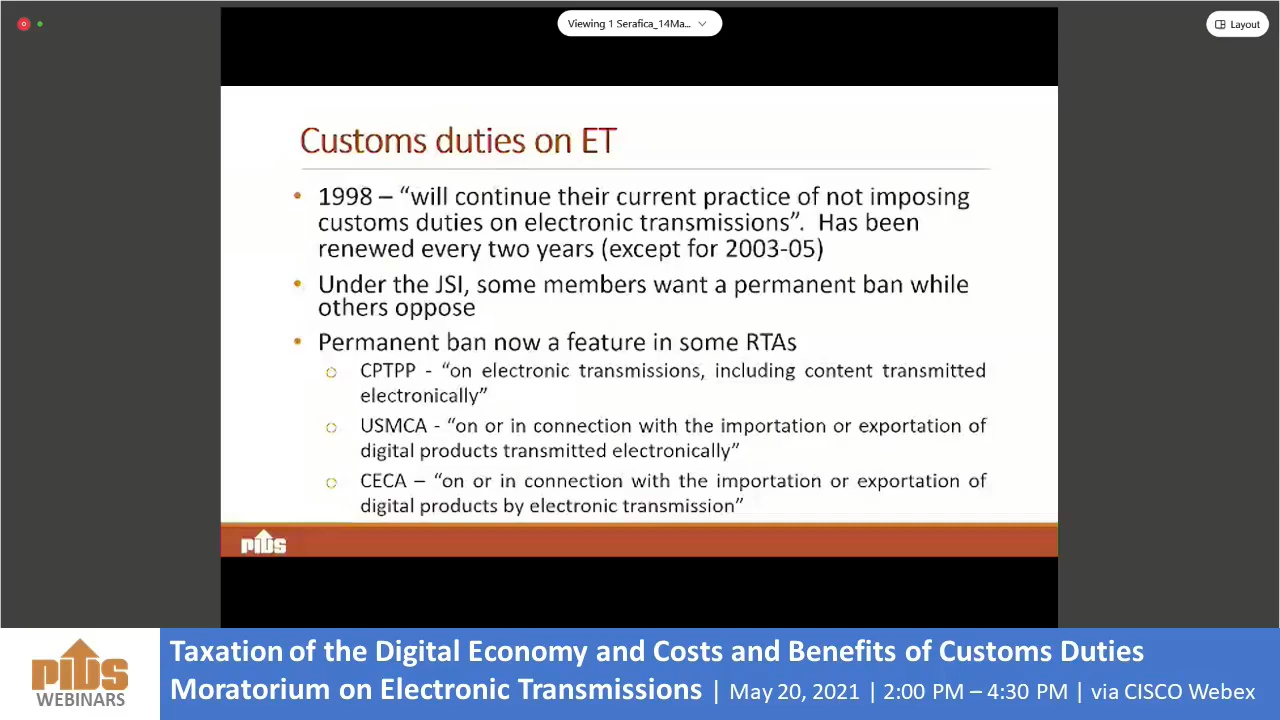 Viewing 1 Serafica_14Ma...
Layout
Customs duties on ET
• 1998 – “will continue their current practice of not imposing
customs duties on electronic transmissions”. Has been
renewed every two years (except for 2003-05)
• Under the JSI, some members want a permanent ban while
others oppose
• Permanent ban now a feature in some RTAs
○ CPTPP - “on electronic transmissions, including content transmitted
electronically”
○ USMCA - “on or in connection with the importation or exportation of
digital products transmitted electronically”
○ CECA – “on or in connection with the importation or exportation of
digital products by electronic transmission”
PIDS
PIDS
WEBINARS
Taxation of the Digital Economy and Costs and Benefits of Customs Duties
Moratorium on Electronic Transmissions | May 20, 2021 | 2:00 PM – 4:30 PM | via CISCO Webex